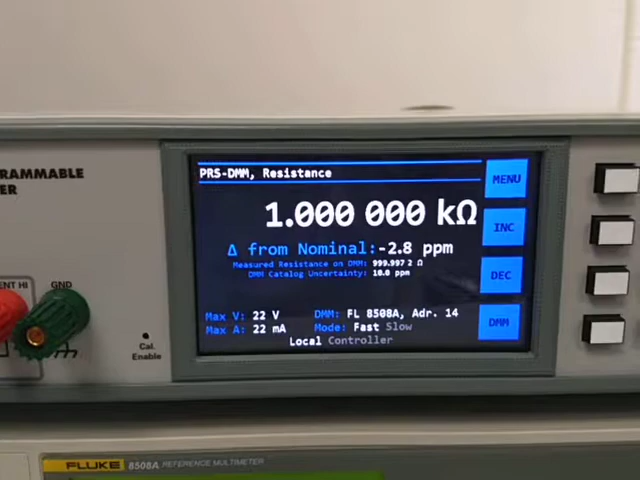 RAMMABLE
ER
ENT HI
GND
Cal.
Enable
PRS-DMM, Resistance
MENU
1.000 000 kΩ
INC
Δ from Nominal:-2.8 ppm
Measured Resistance on DMM: 999.997 2 Ω
DMM Catalog Uncertainty: 10.0 ppm
DEC
Max V: 22 V
DMM: FL 8508A, Adr. 14
DMM
Max A: 22 mA
Mode: Fast Slow
Local Controller
FLUKE 8508A REFERENCE MULTIMETER